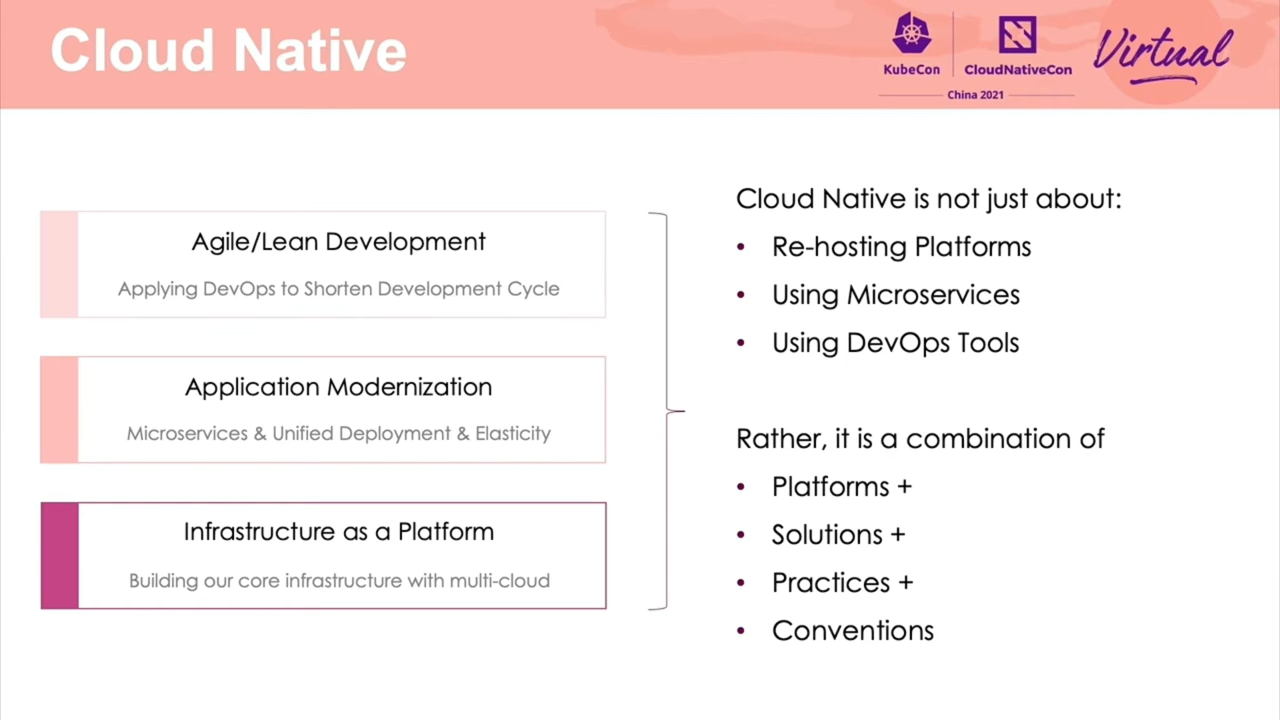 Cloud Native
KubeCon
CloudNativeCon
China 2021
Virtual
Agile/Lean Development
Applying DevOps to Shorten Development Cycle
Application Modernization
Microservices & Unified Deployment & Elasticity
Infrastructure as a Platform
Building our core infrastructure with multi-cloud
Cloud Native is not just about:
• Re-hosting Platforms
• Using Microservices
• Using DevOps Tools
Rather, it is a combination of
• Platforms +
• Solutions +
• Practices +
• Conventions